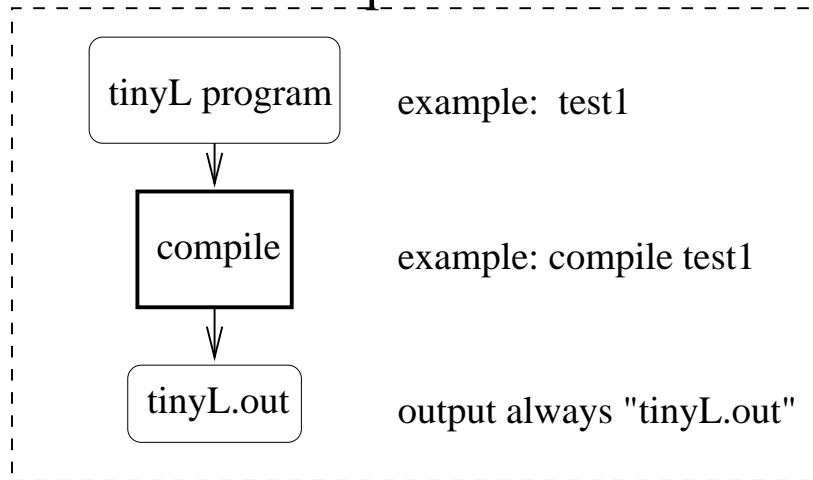 tinyL program
example: test1
compile
example: compile test1
tinyL.out
output always "tinyL.out"